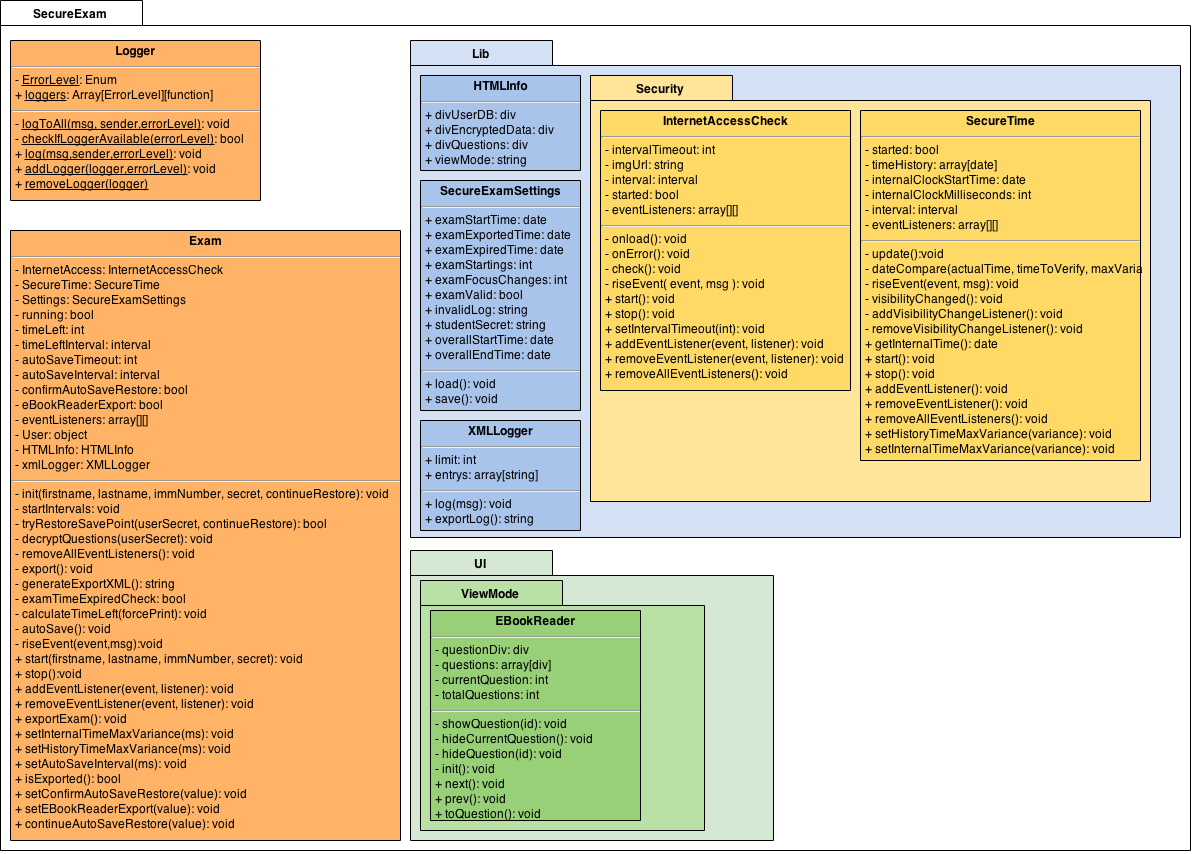 SecureExam
Logger
- ErrorLevel: Enum
+ loggers: Array[ErrorLevel][function]
- logToAll(msg, sender,errorLevel): void
- checkIfLoggerAvailable(errorLevel): bool
+ log(msg,sender,errorLevel): void
+ addLogger(logger,errorLevel): void
+ removeLogger(logger)
Exam
- InternetAccess: InternetAccessCheck
- SecureTime: SecureTime
- Settings: SecureExamSettings
- running: bool
- timeLeft: int
- timeLeftInterval: interval
- autoSaveTimeout: int
- autoSaveInterval: interval
- confirmAutoSaveRestore: bool
- eBookReaderExport: bool
- eventListeners: array[][]
- User: object
- HTMLInfo: HTMLInfo
- xmlLogger: XMLLogger
- init(firstname, lastname, immNumber, secret, continueRestore): void
- startIntervals: void
- tryRestoreSavePoint(userSecret, continueRestore): bool
- decryptQuestions(userSecret): void
- removeAllEventListeners(): void
- export(): void
- generateExportXML(): string
- examTimeExpiredCheck: bool
- calculateTimeLeft(forcePrint): void
- autoSave(): void
- riseEvent(event,msg):void
+ start(firstname, lastname, immNumber, secret): void
+ stop():void
+ addEventListener(event, listener): void
+ removeEventListener(event, listener): void
+ exportExam(): void
+ setInternalTimeMaxVariance(ms): void
+ setHistoryTimeMaxVariance(ms): void
+ setAutoSaveInterval(ms): void
+ isExported(): bool
+ setConfirmAutoSaveRestore(value): void
+ setEBookReaderExport(value): void
+ continueAutoSaveRestore(value): void
Lib
HTMLInfo
+ divUserDB: div
+ divEncryptedData: div
+ divQuestions: div
+ viewMode: string
SecureExamSettings
+ examStartTime: date
+ examExportedTime: date
+ examExpiredTime: date
+ examStartings: int
+ examFocusChanges: int
+ examValid: bool
+ invalidLog: string
+ studentSecret: string
+ overallStartTime: date
+ overallEndTime: date
+ load(): void
+ save(): void
XMLLogger
+ limit: int
+ entrys: array[string]
+ log(msg): void
+ exportLog(): string
Security
InternetAccessCheck
- intervalTimeout: int
- imgUrl: string
- interval: interval
- started: bool
- eventListeners: array[][]
- onload(): void
- onError(): void
- check(): void
- riseEvent( event, msg ): void
+ start(): void
+ stop(): void
+ setIntervalTimeout(int): void
+ addEventListener(event, listener): void
+ removeEventListener(event, listener): void
+ removeAllEventListeners(): void
SecureTime
- started: bool
- timeHistory: array[date]
- internalClockStartTime: date
- internalClockMilliseconds: int
- interval: interval
- eventListeners: array[][]
- update():void
- dateCompare(actualTime, timeToVerify, maxVaria
- riseEvent(event, msg): void
- visibilityChanged(): void
- addVisibilityChangeListener(): void
- removeVisibilityChangeListener(): void
+ getInternalTime(): date
+ start(): void
+ stop(): void
+ addEventListener(): void
+ removeEventListener(): void
+ removeAllEventListeners(): void
+ setHistoryTimeMaxVariance(variance): void
+ setInternalTimeMaxVariance(variance): void
UI
ViewMode
EBookReader
- questionDiv: div
- questions: array[div]
- currentQuestion: int
- totalQuestions: int
- showQuestion(id): void
- hideCurrentQuestion(): void
- hideQuestion(id): void
- init(): void
+ next(): void
+ prev(): void
+ toQuestion(): void